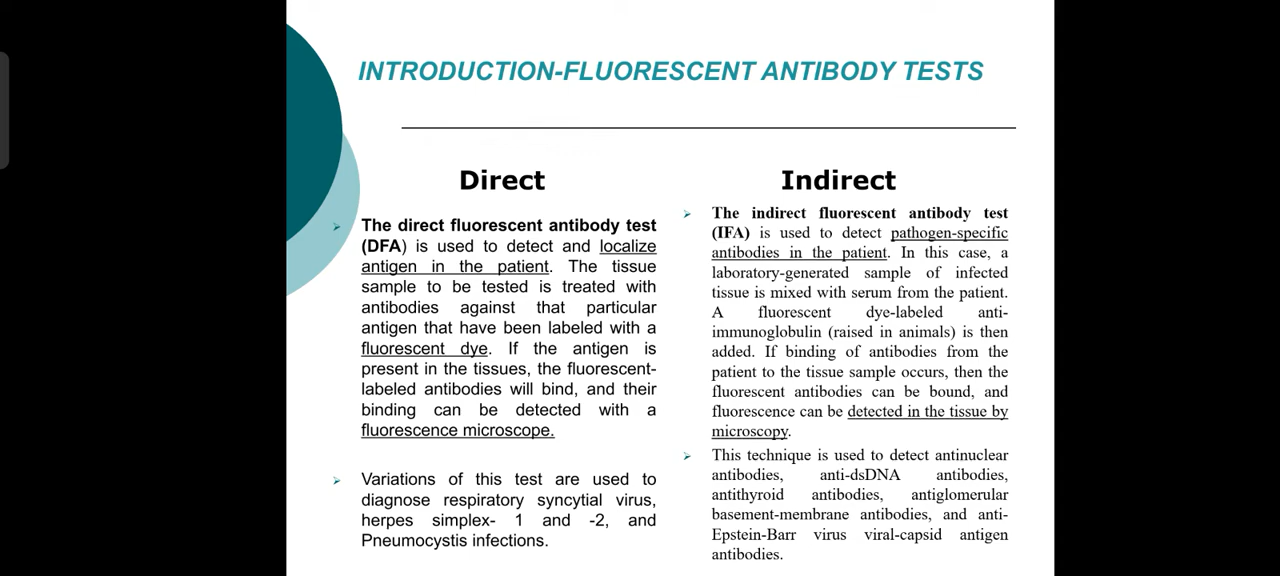 INTRODUCTION-FLUORESCENT ANTIBODY TESTS
Direct
The direct fluorescent antibody test
(DFA) is used to detect and localize
antigen in the patient. The tissue
sample to be tested is treated with
antibodies against that particular
antigen that have been labeled with a
fluorescent dye. If the antigen is
present in the tissues, the fluorescent-
labeled antibodies will bind, and their
binding can be detected with a
fluorescence microscope.
Variations of this test are used to
diagnose respiratory syncytial virus,
herpes simplex- 1 and -2, and
Pneumocystis infections.
Indirect
The indirect fluorescent antibody test
(IFA) is used to detect pathogen-specific
antibodies in the patient. In this case, a
laboratory-generated sample of infected
tissue is mixed with serum from the patient.
A fluorescent dye-labeled anti-
immunoglobulin (raised in animals) is then
added. If binding of antibodies from the
patient to the tissue sample occurs, then the
fluorescent antibodies can be bound, and
fluorescence can be detected in the tissue by
microscopy.
This technique is used to detect antinuclear
antibodies, anti-dsDNA antibodies,
antithyroid antibodies, antiglomerular
basement-membrane antibodies, and anti-
Epstein-Barr virus viral-capsid antigen
antibodies.